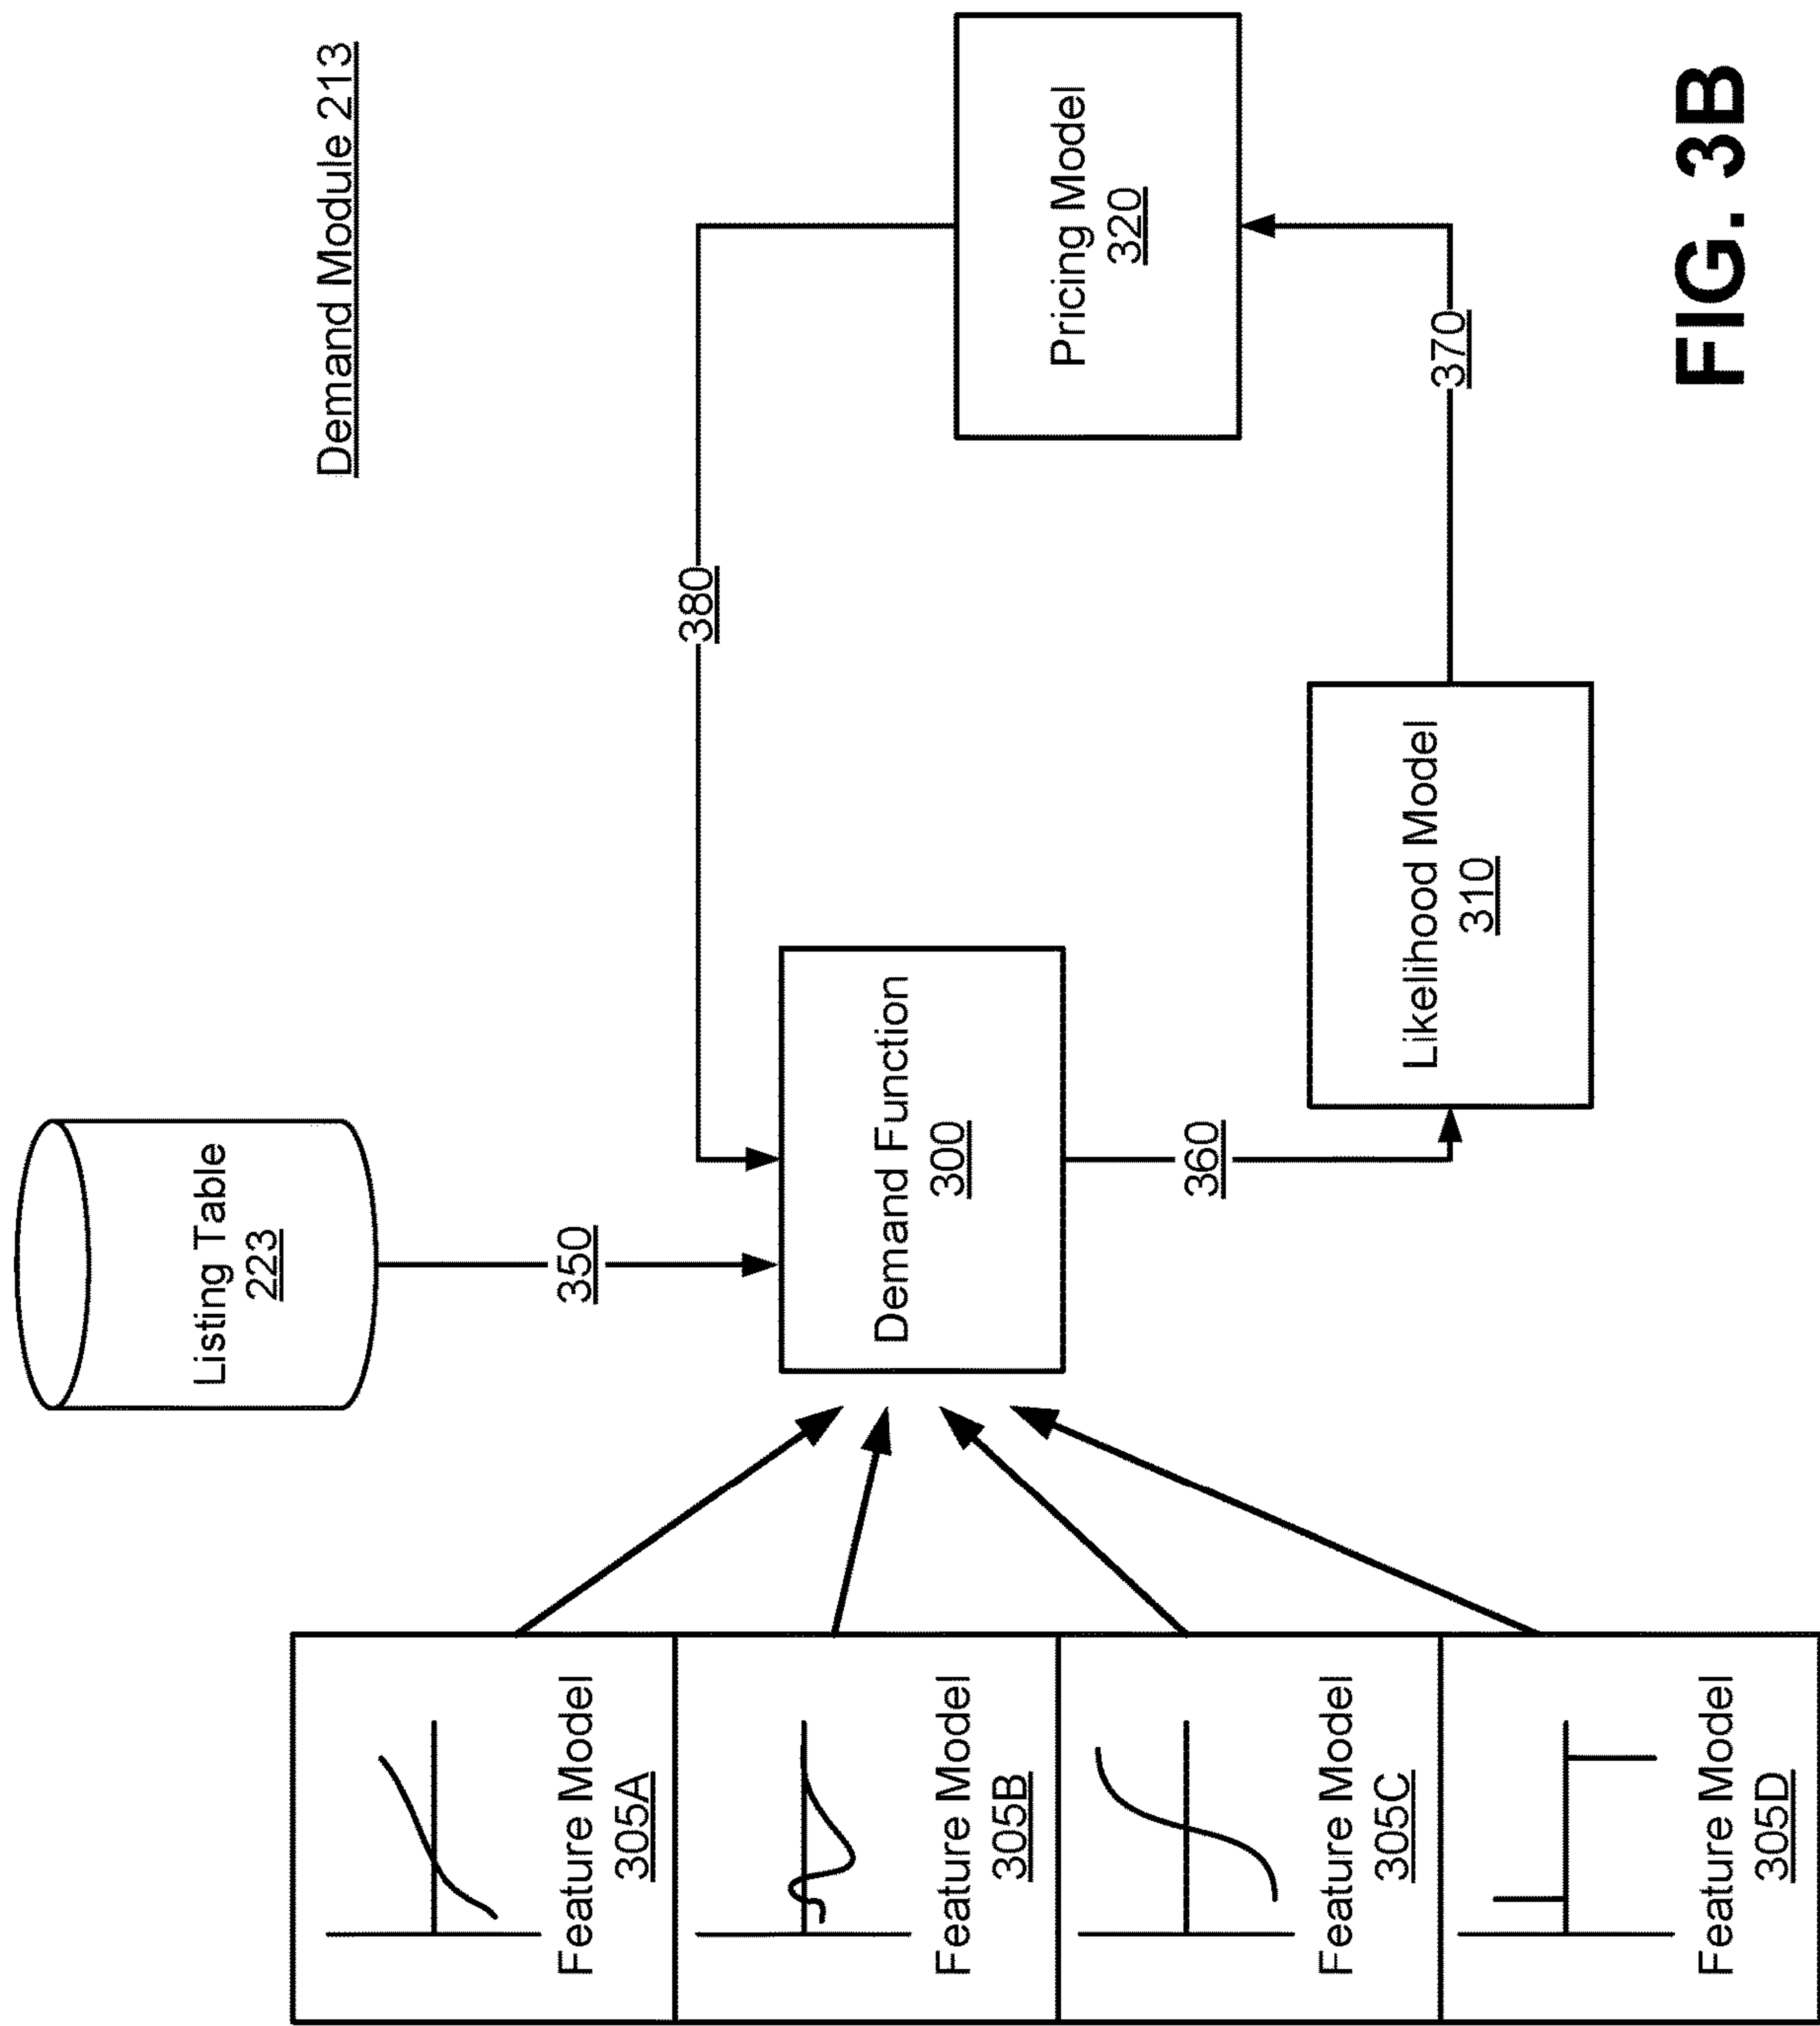 Demand Module 213
Listing Table
223
350
380
Feature Model
305A
Feature Model
305B
Feature Model
305C
Feature Model
305D
Demand Function
300
Pricing Model
320
360
370
Likelihood Model
310
FIG. 3B